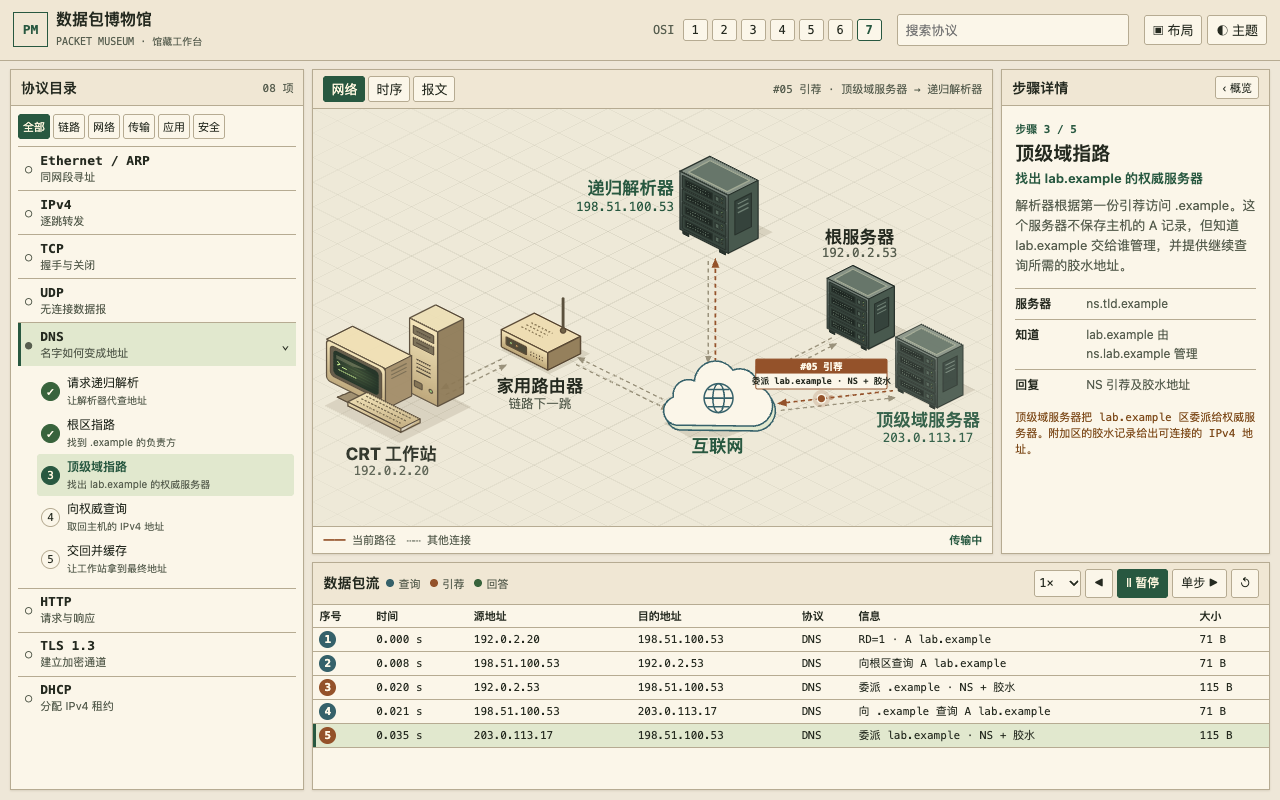 PM
数据包博物馆
PACKET MUSEUM · 馆藏工作台
OSI 1 2 3 4 5 6 7
搜索协议
▣ 布局
◐ 主题
协议目录
08 项
全部 链路 网络 传输 应用 安全
Ethernet / ARP
同网段寻址
IPv4
逐跳转发
TCP
握手与关闭
UDP
无连接数据报
DNS
名字如何变成地址
✓ 请求递归解析
让解析器代查地址
✓ 根区指路
找到 .example 的负责方
3 顶级域指路
找出 lab.example 的权威服务器
4 向权威查询
取回主机的 IPv4 地址
5 交回并缓存
让工作站拿到最终地址
HTTP
请求与响应
TLS 1.3
建立加密通道
DHCP
分配 IPv4 租约
网络 时序 报文
#05 引荐 · 顶级域服务器 → 递归解析器
递归解析器
198.51.100.53
根服务器
192.0.2.53
#05 引荐
委派 lab.example · NS + 胶水
家用路由器
链路下一跳
顶级域服务器
203.0.113.17
互联网
CRT 工作站
192.0.2.20
当前路径 其他连接
传输中
步骤详情
‹ 概览
步骤 3 / 5
顶级域指路
找出 lab.example 的权威服务器
解析器根据第一份引荐访问 .example。这
个服务器不保存主机的 A 记录，但知道
lab.example 交给谁管理，并提供继续查
询所需的胶水地址。
服务器 ns.tld.example
知道 lab.example 由
ns.lab.example 管理
回复 NS 引荐及胶水地址
顶级域服务器把 lab.example 区委派给权威服
务器。附加区的胶水记录给出可连接的 IPv4 地
址。
数据包流 查询 引荐 回答
1× ◀ Ⅱ 暂停 单步 ▶ ↺
序号 时间 源地址 目的地址 协议 信息 大小
1 0.000 s 192.0.2.20 198.51.100.53 DNS RD=1 · A lab.example 71 B
2 0.008 s 198.51.100.53 192.0.2.53 DNS 向根区查询 A lab.example 71 B
3 0.020 s 192.0.2.53 198.51.100.53 DNS 委派 .example · NS + 胶水 115 B
4 0.021 s 198.51.100.53 203.0.113.17 DNS 向 .example 查询 A lab.example 71 B
5 0.035 s 203.0.113.17 198.51.100.53 DNS 委派 lab.example · NS + 胶水 115 B